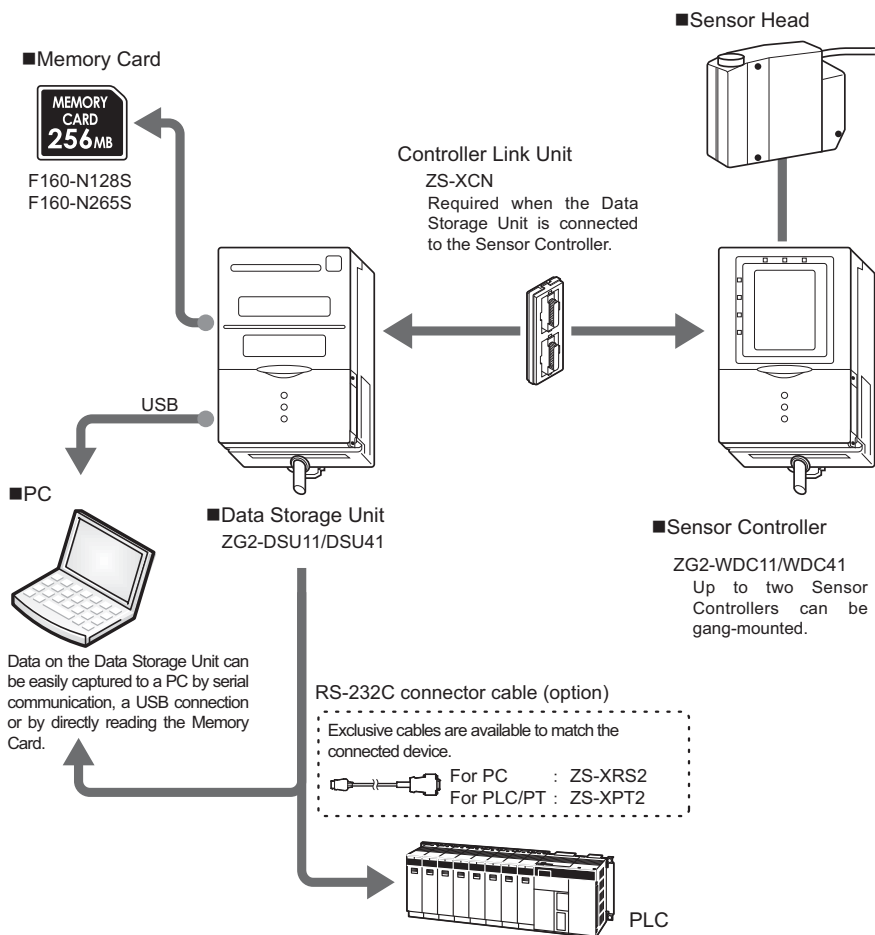 ■Sensor Head
■Memory Card
MEMORY
CARD
256MB
F160-N128S
F160-N265S
Controller Link Unit
ZS-XCN
Required when the Data
Storage Unit is connected
to the Sensor Controller.
USB
■PC
■Data Storage Unit
ZG2-DSU11/DSU41
■Sensor Controller
ZG2-WDC11/WDC41
Up to two Sensor
Controllers can be
gang-mounted.
Data on the Data Storage Unit can
be easily captured to a PC by serial
communication, a USB connection
or by directly reading the Memory
Card.
RS-232C connector cable (option)
Exclusive cables are available to match the
connected device.
For PC : ZS-XRS2
For PLC/PT : ZS-XPT2
PLC